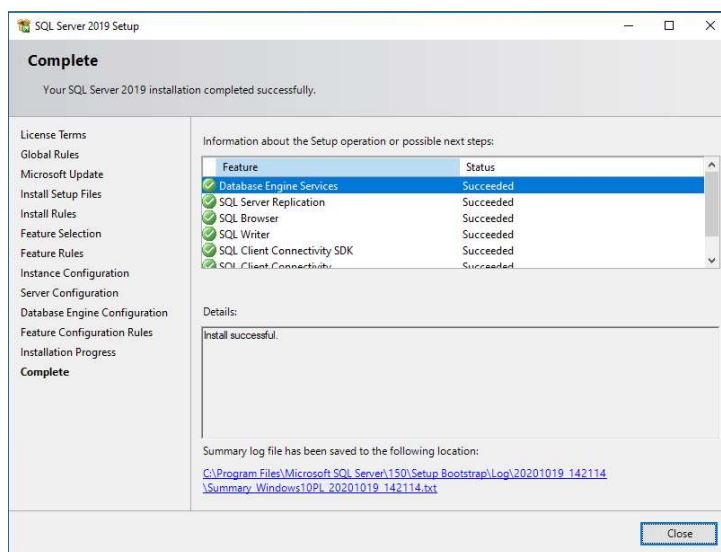 SQL Server 2019 Setup
Complete
Your SQL Server 2019 installation completed successfully.
License Terms
Global Rules
Microsoft Update
Install Setup Files
Install Rules
Feature Selection
Feature Rules
Instance Configuration
Server Configuration
Database Engine Configuration
Feature Configuration Rules
Installation Progress
Complete
Information about the Setup operation or possible next steps:
Feature Status
Database Engine Services Succeeded
SQL Server Replication Succeeded
SQL Browser Succeeded
SQL Writer Succeeded
SQL Client Connectivity SDK Succeeded
SQL Client Connectivity Succeeded
Details:
Install successful.
Summary log file has been saved to the following location:
C:\Program Files\Microsoft SQL Server\150\Setup Bootstrap\Log\20201019_142114
\Summary_Windows10PL_20201019_142114.txt
Close